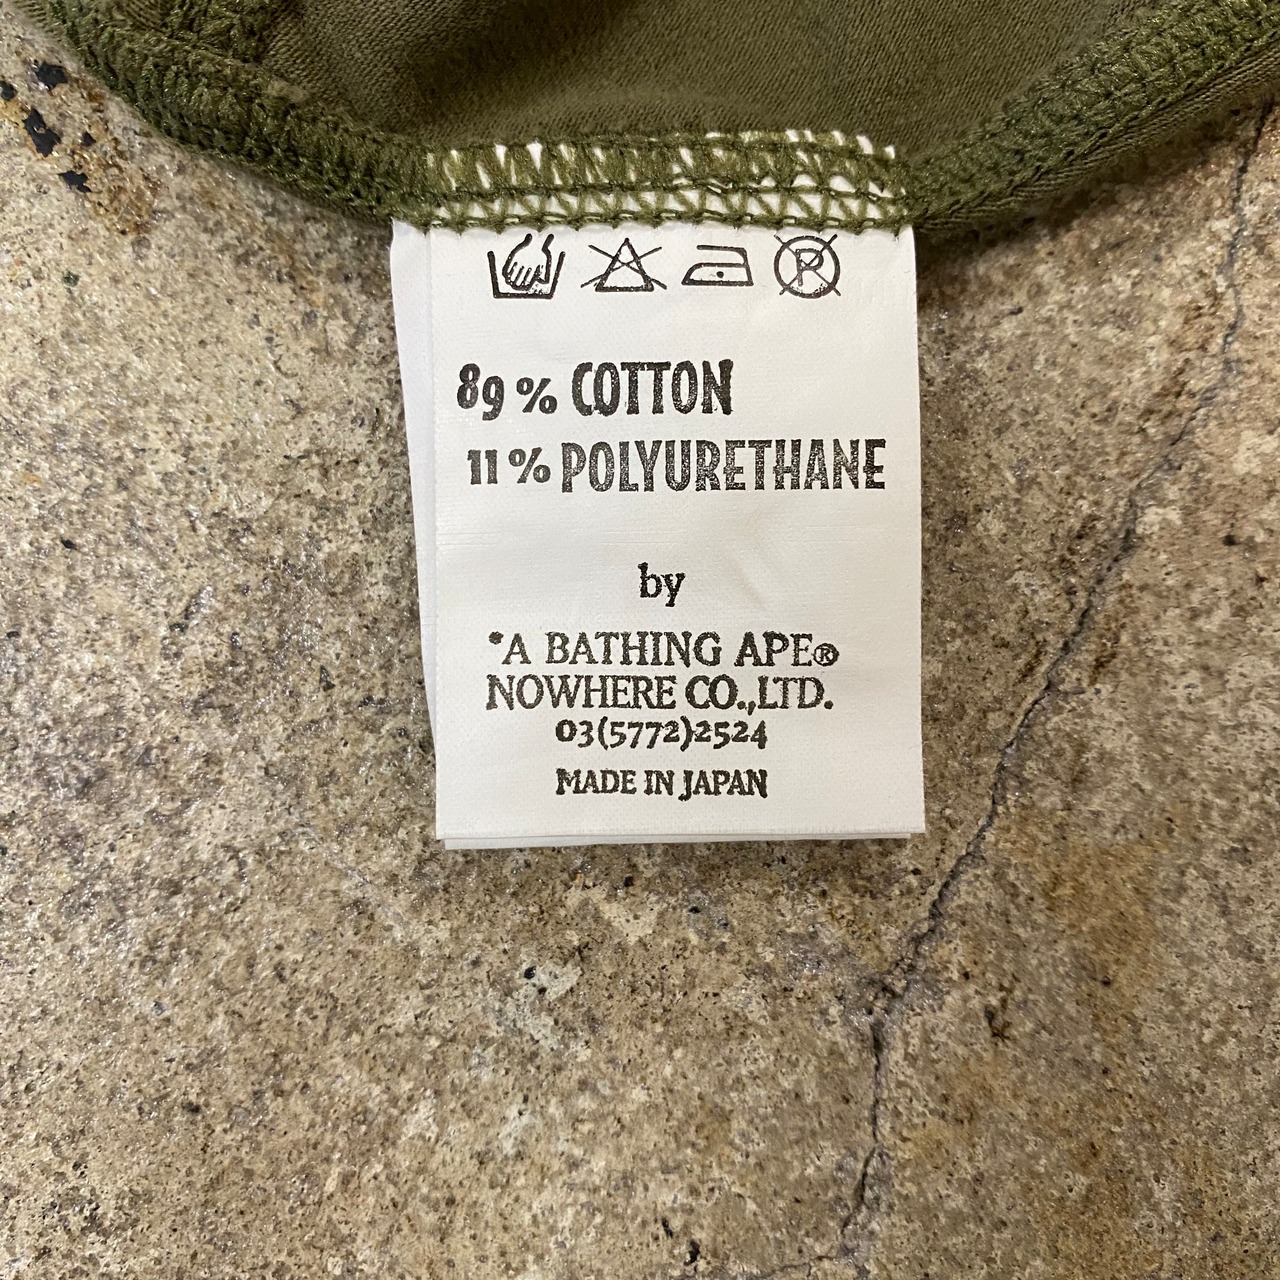 P
89% COTTON
11% POLYURETHANE
by
*A BATHING APE®
NOWHERE CO.,LTD.
03(5772)2524
MADE IN JAPAN